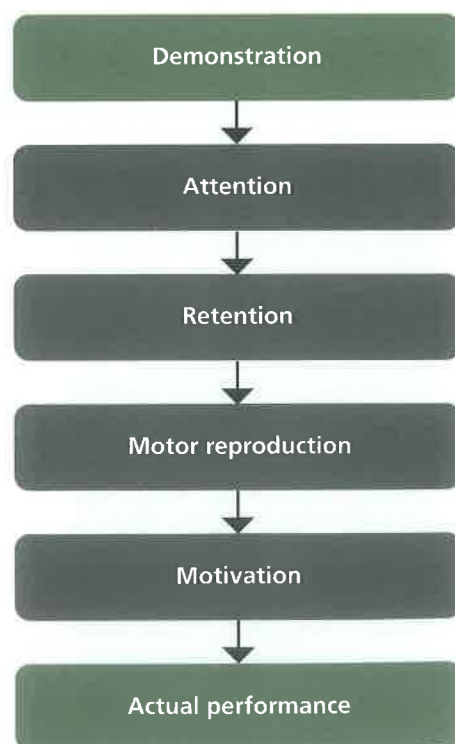 Demonstration
Attention
Retention
Motor reproduction
Motivation
Actual performance